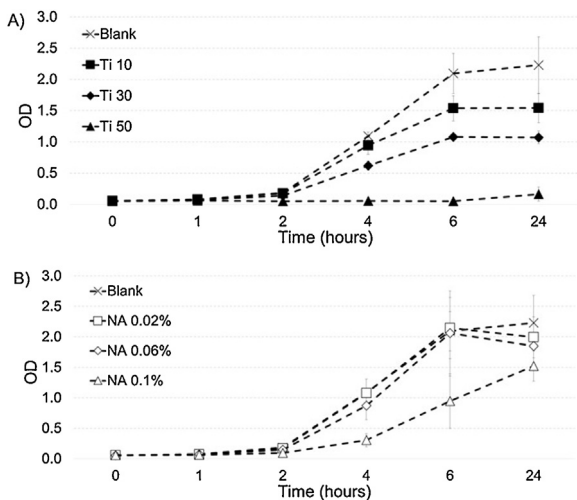 A)
3.0
2.5
2.0
1.5
1.0
0.5
0.0
OD
Blank
Ti 10
Ti 30
Ti 50
0 1 2 4 6 24
Time (hours)
B)
3.0
2.5
2.0
1.5
1.0
0.5
0.0
OD
Blank
NA 0.02%
NA 0.06%
NA 0.1%
0 1 2 4 6 24
Time (hours)